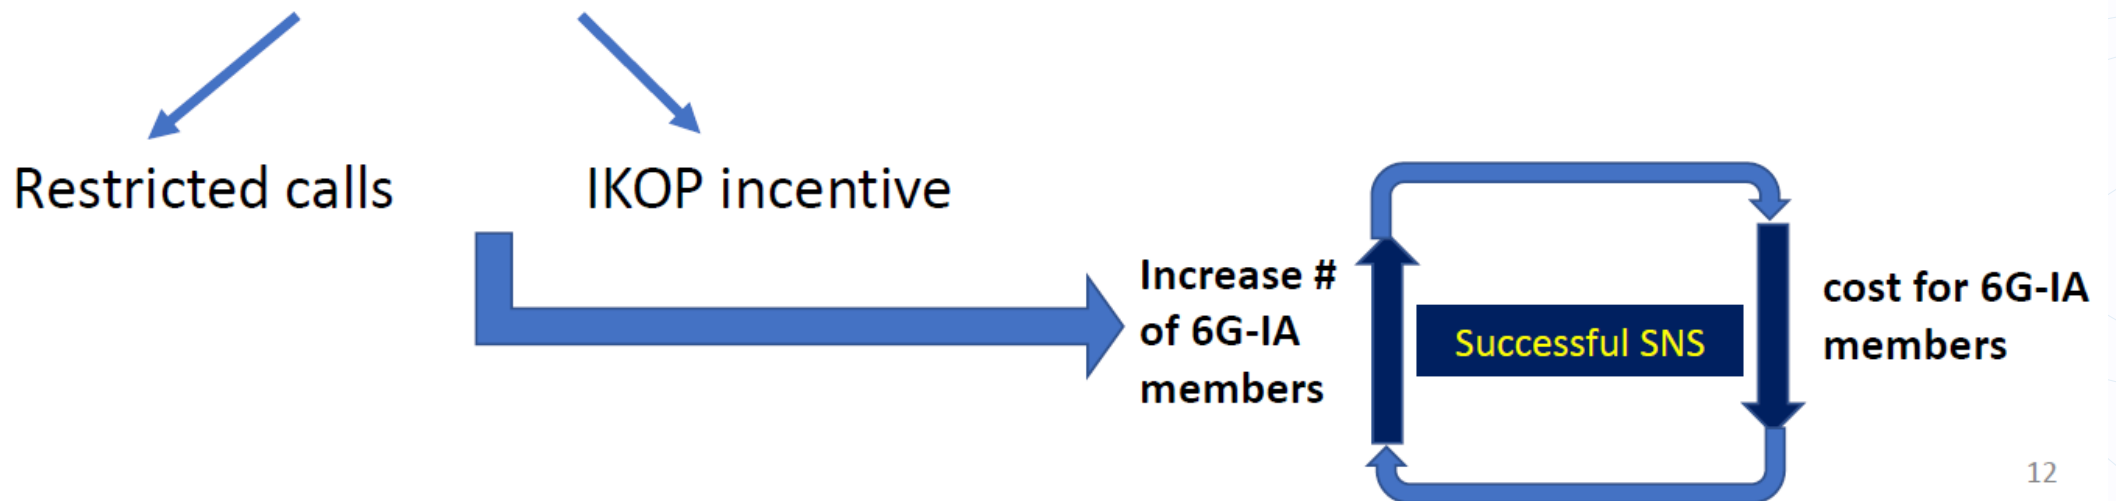 Restricted calls
IKOP incentive
Increase #
of 6G-IA
members
Successful SNS
cost for 6G-IA
members
12